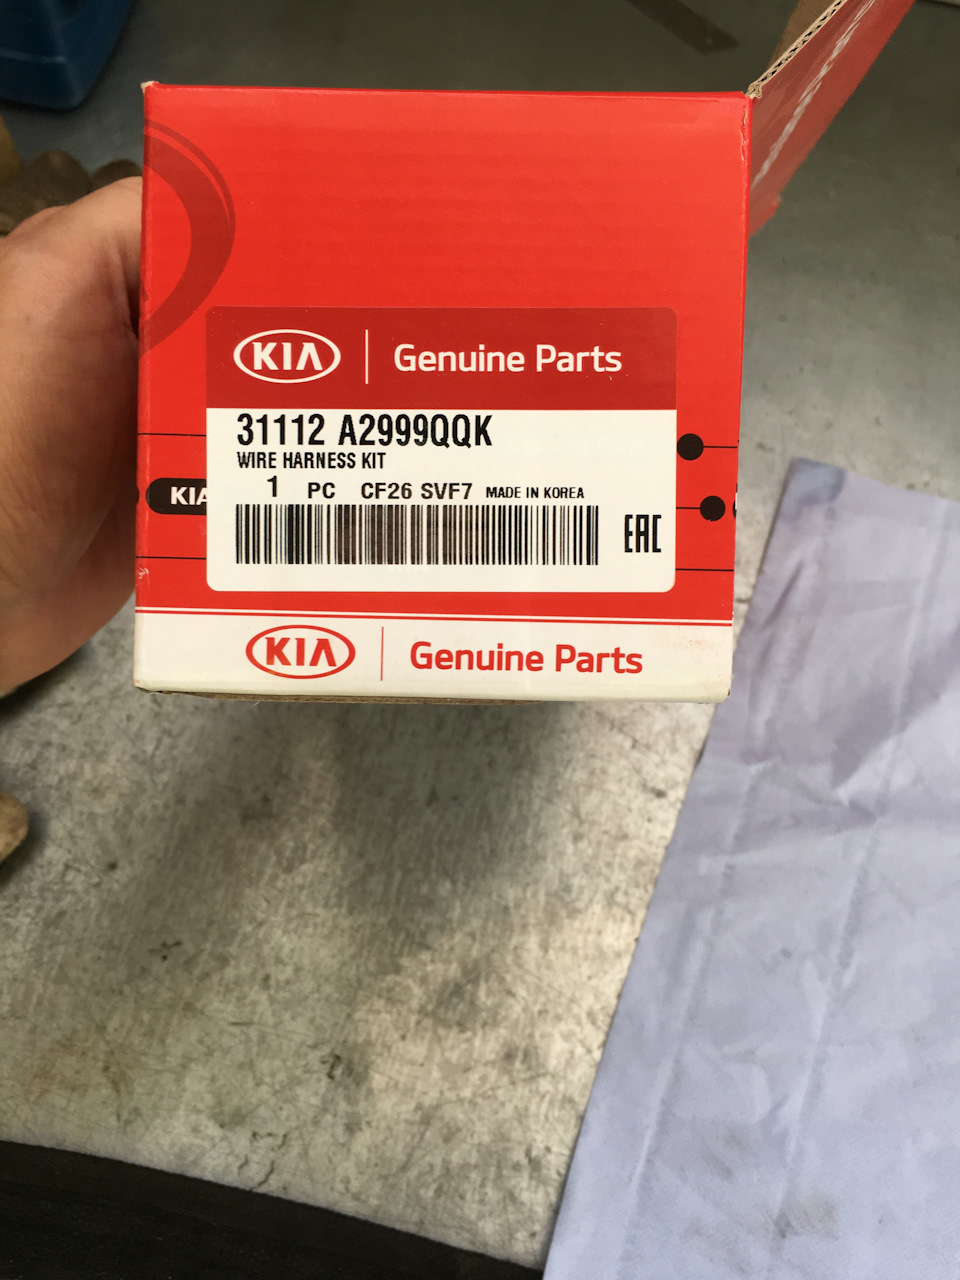 KIA Genuine Parts
31112 A2999QQK
WIRE HARNESS KIT
1 PC CF26 SVF7 MADE IN KOREA
KIA
EAC
KIA Genuine Parts